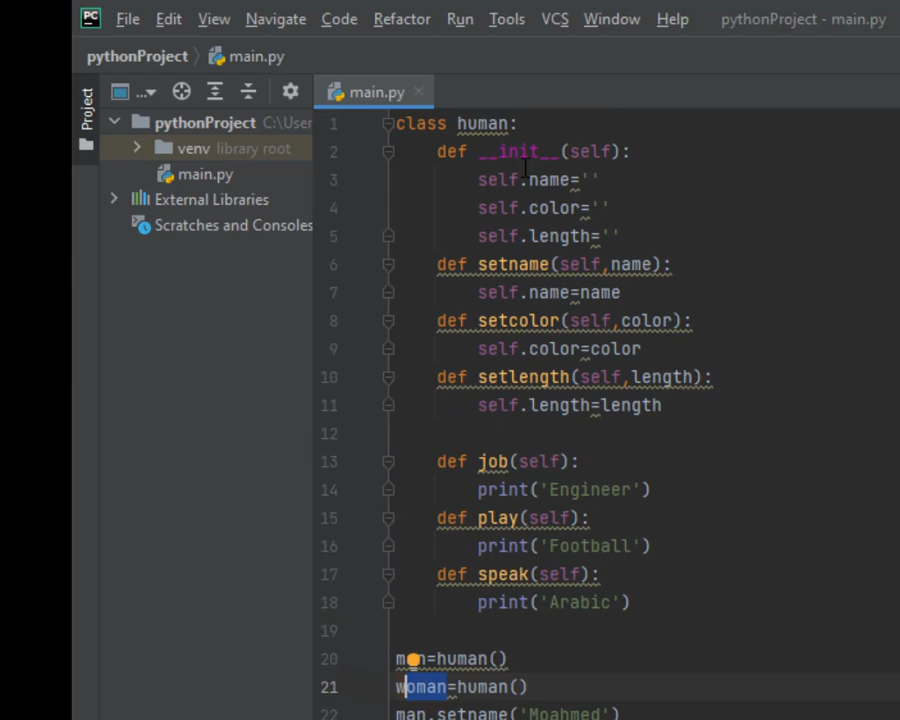 PC File Edit View Navigate Code Refactor Run Tools VCS Window Help pythonProject - main.py
pythonProject main.py
Project
...
main.py
pythonProject C:\User
venv library root
main.py
External Libraries
Scratches and Consoles
1 class human:
2 def __init__(self):
3 self.name=''
4 self.color=''
5 self.length=''
6 def setname(self,name):
7 self.name=name
8 def setcolor(self,color):
9 self.color=color
10 def setlength(self,length):
11 self.length=length
12
13 def job(self):
14 print('Engineer')
15 def play(self):
16 print('Football')
17 def speak(self):
18 print('Arabic')
19
20 man=human()
21 woman=human()
22 man.setname('Moahmed')